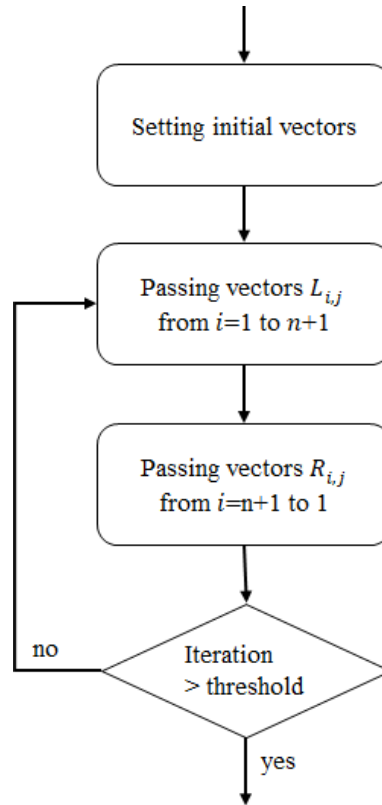 Setting initial vectors
Passing vectors L_{i,j}
from i=1 to n+1
Passing vectors R_{i,j}
from i=n+1 to 1
no
Iteration
> threshold
yes